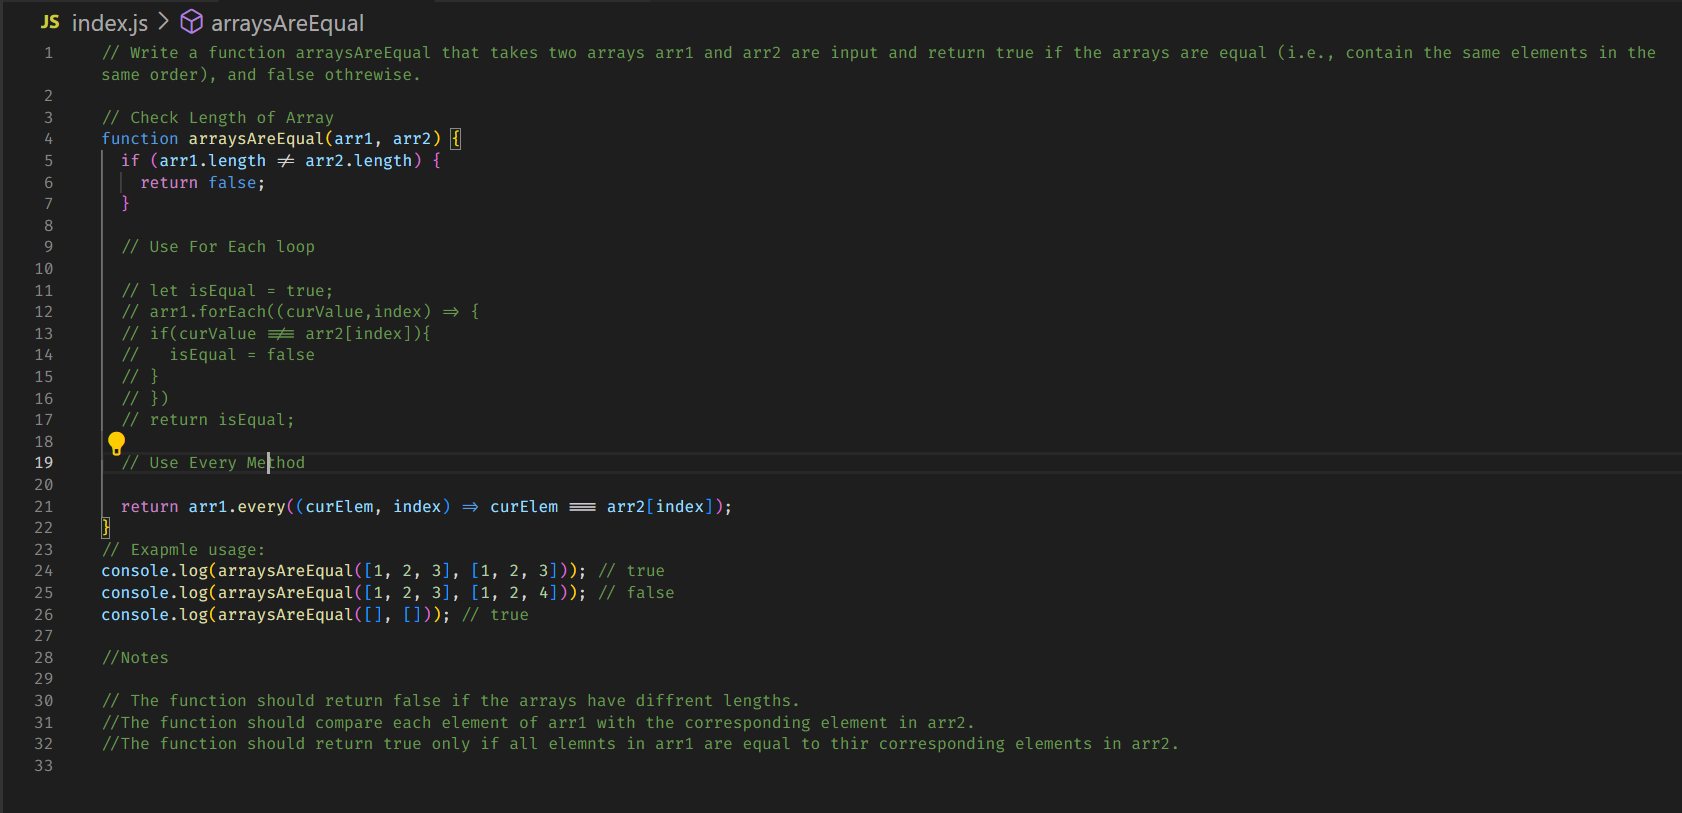 JS index.js > arraysAreEqual
1 // Write a function arraysAreEqual that takes two arrays arr1 and arr2 are input and return true if the arrays are equal (i.e., contain the same elements in the
same order), and false othrewise.
2
3 // Check Length of Array
4 function arraysAreEqual(arr1, arr2) {
5 if (arr1.length != arr2.length) {
6 return false;
7 }
8
9 // Use For Each loop
10
11 // let isEqual = true;
12 // arr1.forEach((curValue,index) => {
13 // if(curValue !== arr2[index]){
14 //   isEqual = false
15 // }
16 // })
17 // return isEqual;
18
19 // Use Every Method
20
21 return arr1.every((curElem, index) => curElem === arr2[index]);
22 }
23 // Exapmle usage:
24 console.log(arraysAreEqual([1, 2, 3], [1, 2, 3])); // true
25 console.log(arraysAreEqual([1, 2, 3], [1, 2, 4])); // false
26 console.log(arraysAreEqual([], [])); // true
27
28 //Notes
29
30 // The function should return false if the arrays have diffrent lengths.
31 //The function should compare each element of arr1 with the corresponding element in arr2.
32 //The function should return true only if all elemnts in arr1 are equal to thir corresponding elements in arr2.
33